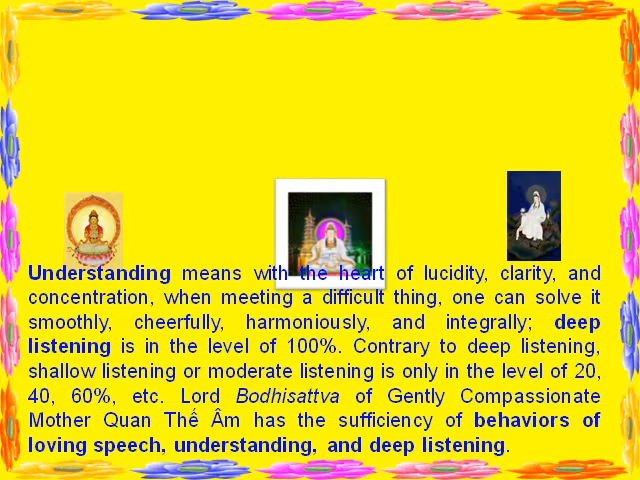 Understanding means with the heart of lucidity, clarity, and
concentration, when meeting a difficult thing, one can solve it
smoothly, cheerfully, harmoniously, and integrally; deep
listening is in the level of 100%. Contrary to deep listening,
shallow listening or moderate listening is only in the level of 20,
40, 60%, etc. Lord Bodhisattva of Gently Compassionate
Mother Quan Thế Âm has the sufficiency of behaviors of
loving speech, understanding, and deep listening.